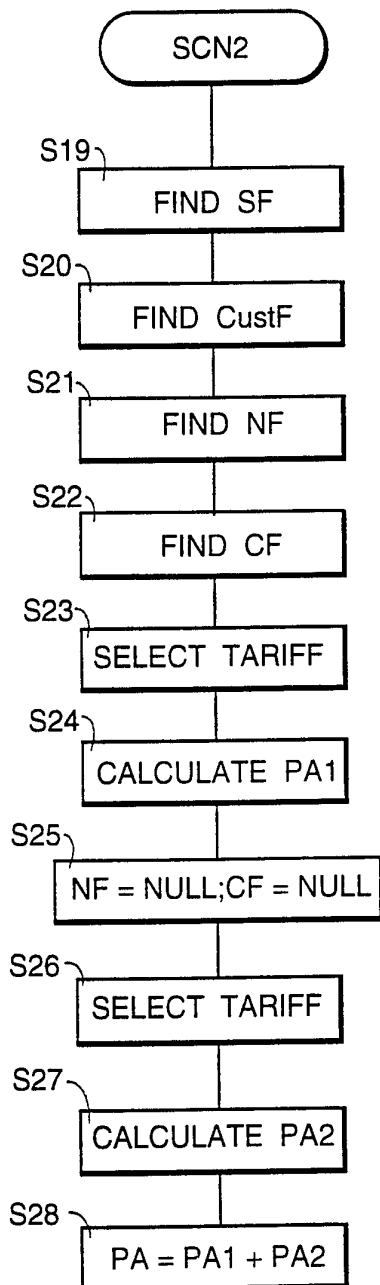 SCN2
S19
FIND SF
S20
FIND CustF
S21
FIND NF
S22
FIND CF
S23
SELECT TARIFF
S24
CALCULATE PA1
S25
NF = NULL;CF = NULL
S26
SELECT TARIFF
S27
CALCULATE PA2
S28
PA = PA1 + PA2